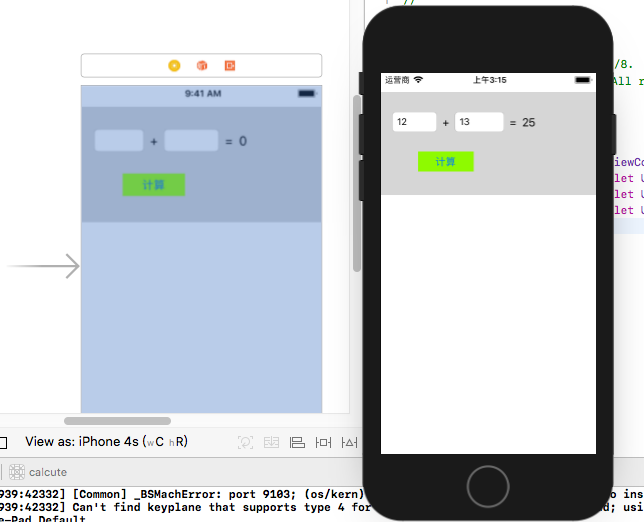 //
/8.
All r
9:41 AM
+ = 0
计算
运营商 上午3:15
12 + 13 = 25
计算
iewCo
let U
let U
let U
View as: iPhone 4s (wC hR)
calcute
939:42332] [Common] _BSMachError: port 9103; (os/kern) o ins
939:42332] Can't find keyplane that supports type 4 for d; usi
e-Pad Default